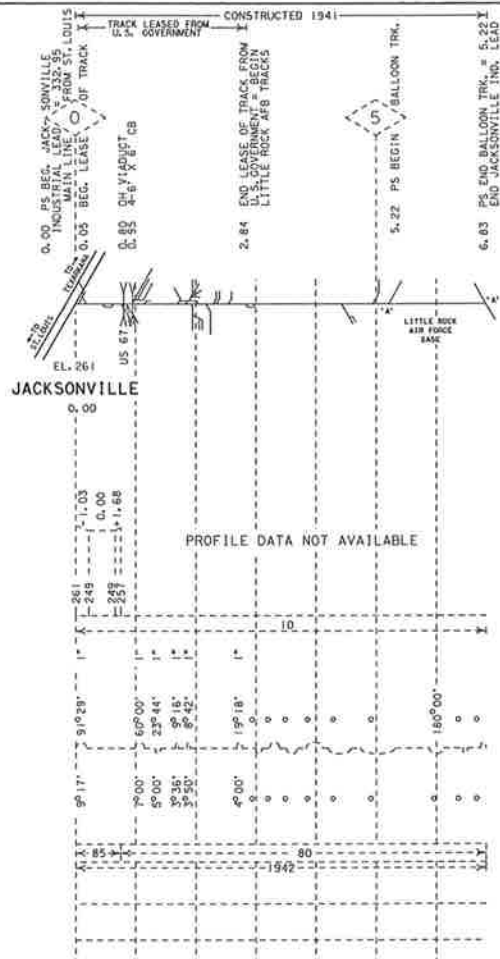 CONSTRUCTED 1941
TRACK LEASED FROM
U.S. GOVERNMENT
0.00 PS BEG. JACK> SONVILLE
INDUSTRIAL LEAD = 332.95
MAIN LINE FROM ST. LOUIS
0
0.05 BEG. LEASE OF TRACK
0.80 OH VIADUCT
0.95 4-6' X 6' CB
2.84 END LEASE OF TRACK FROM
U.S. GOVERNMENT = BEGIN
LITTLE ROCK AFB TRACKS
5
5.22 PS BEGIN BALLOON TRK.
6.83 PS END BALLOON TRK. = 5.22
END JACKSONVILLE IND. LEAD
TO
TEXARKANA
TO
ST. LOUIS
US 67
"A"
LITTLE ROCK
AIR FORCE
BASE
"A"
EL. 261
JACKSONVILLE
0.00
-1.03
0.00
+1.68
PROFILE DATA NOT AVAILABLE
261
249
249
257
10
1"
1"
1"
1"
1"
1"
91°29'
60°00'
23°44'
9°16'
8°42'
19°18'
180°00'
9°17'
7°00'
6°00'
3°36'
3°50'
4°00'
85
80
1942